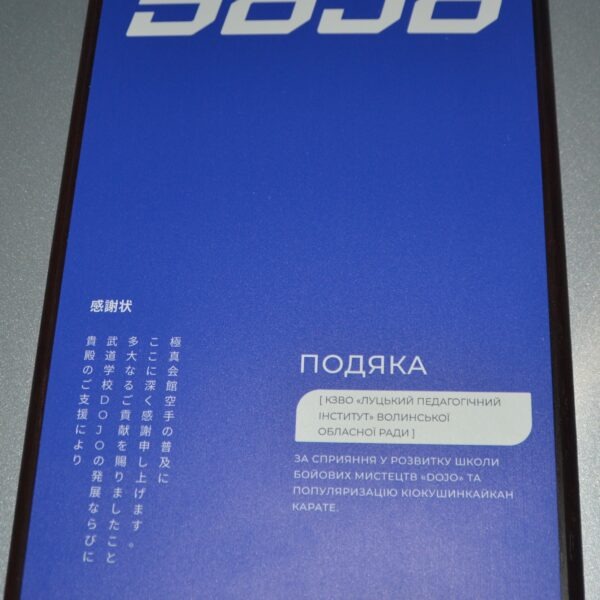 DOJO
感謝状
極真会館空手の普及に
ここに深く感謝申し上げます。
多大なるご貢献を賜りましたこと
武道学校DOJOの発展ならびに
貴殿のご支援により
ПОДЯКА
[ КЗВО «ЛУЦЬКИЙ ПЕДАГОГІЧНИЙ
ІНСТИТУТ» ВОЛИНСЬКОЇ
ОБЛАСНОЇ РАДИ ]
ЗА СПРИЯННЯ У РОЗВИТКУ ШКОЛИ
БОЙОВИХ МИСТЕЦТВ «DOJO» ТА
ПОПУЛЯРИЗАЦІЮ КІОКУШИНКАЙКАН
КАРАТЕ.